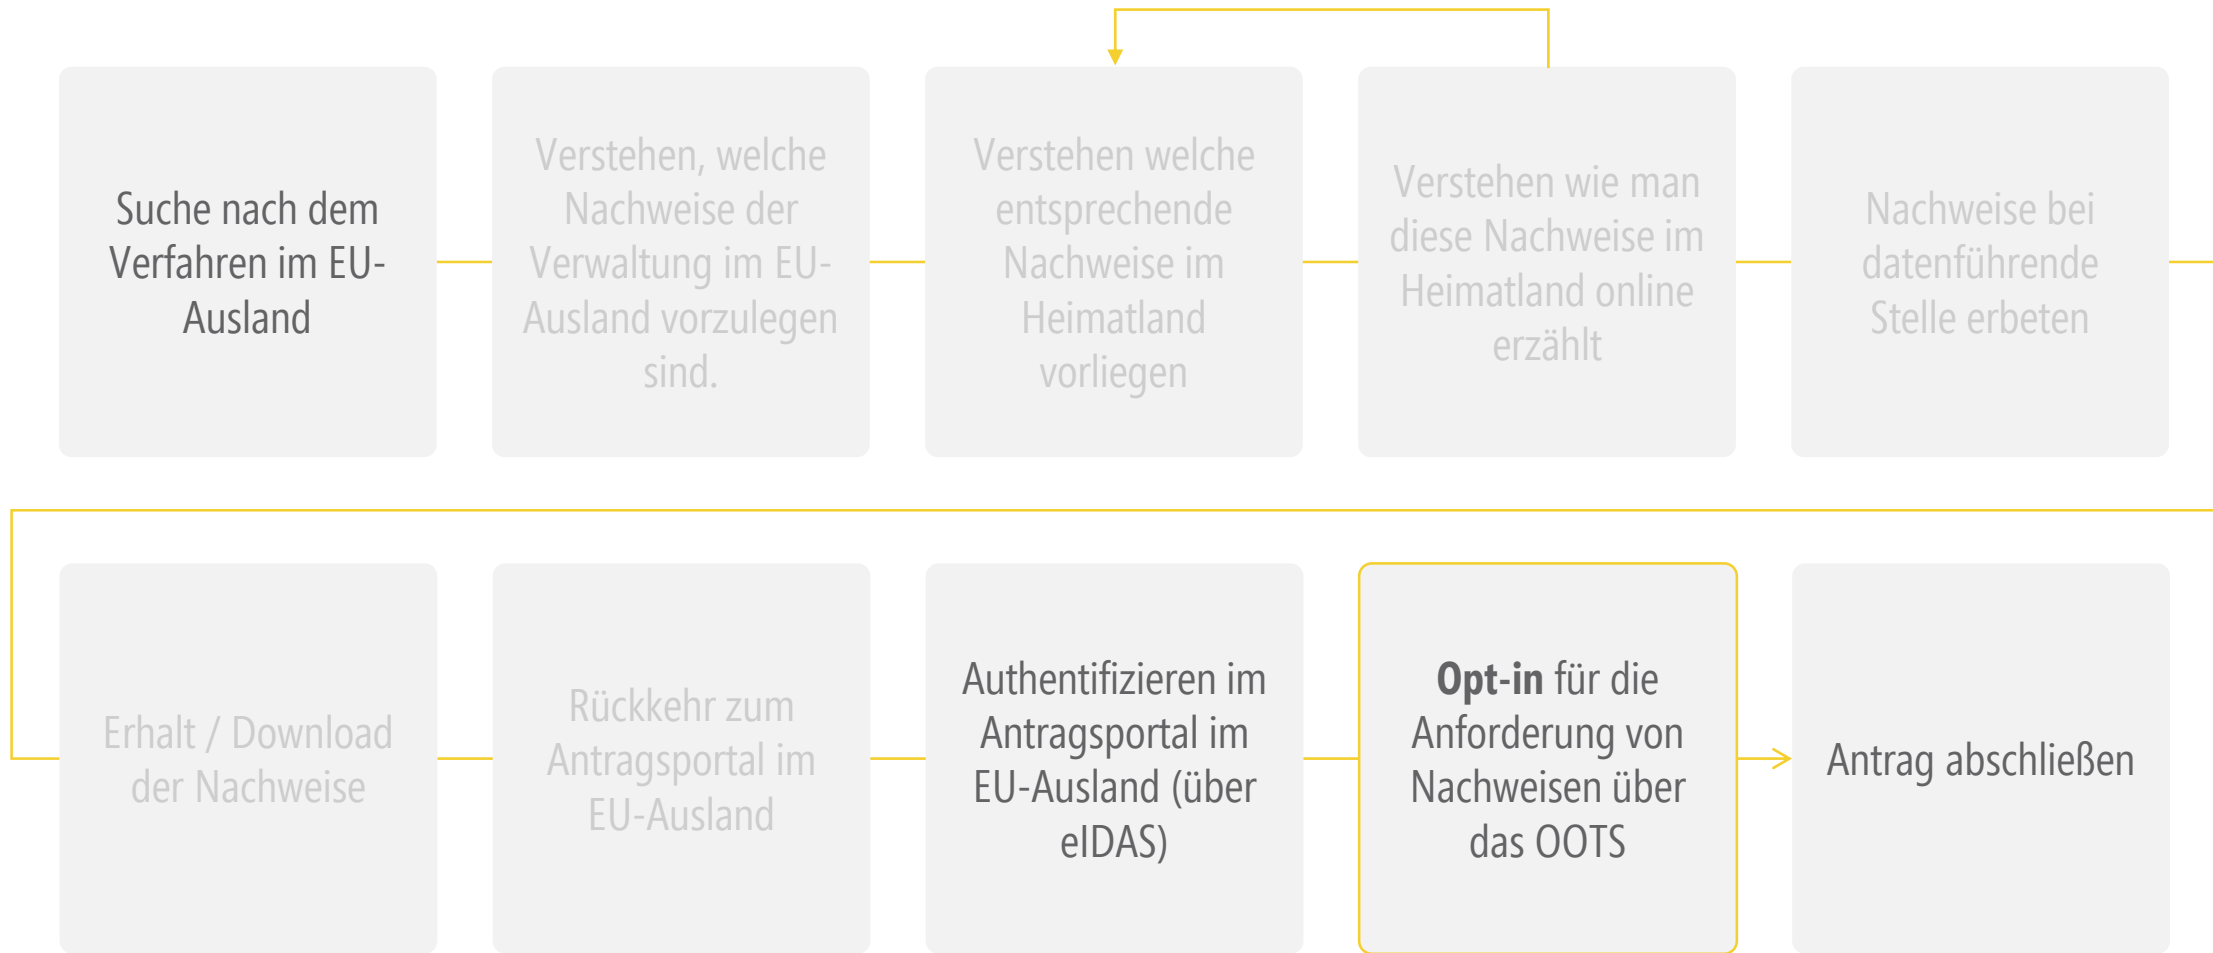 Suche nach dem
Verfahren im EU-
Ausland
Verstehen, welche
Nachweise der
Verwaltung im EU-
Ausland vorzulegen
sind.
Verstehen welche
entsprechende
Nachweise im
Heimatland
vorliegen
Verstehen wie man
diese Nachweise im
Heimatland online
erzählt
Nachweise bei
datenführende
Stelle erbeten
Erhalt / Download
der Nachweise
Rückkehr zum
Antragsportal im
EU-Ausland
Authentifizieren im
Antragsportal im
EU-Ausland (über
eIDAS)
Opt-in für die
Anforderung von
Nachweisen über
das OOTS
Antrag abschließen